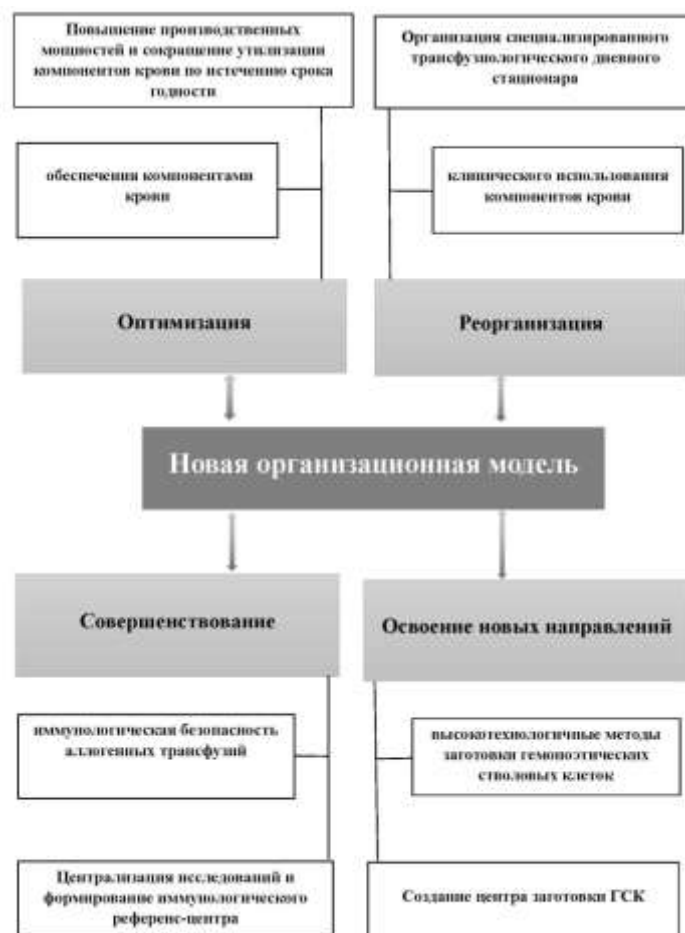 Повышение производственных
мощностей и сокращение утилизации
компонентов крови по истечению срока
годности
Организация специализированного
трансфузиологического дневного
стационара
обеспечения компонентами
крови
клинического использования
компонентов крови
Оптимизация
Реорганизация
Новая организационная модель
Совершенствование
Освоение новых направлений
иммунологическая безопасность
аллогенных трансфузий
высокотехнологичные методы
заготовки гемопоэтических
стволовых клеток
Централизация исследований и
формирование иммунологического
референс-центра
Создание центра заготовки ГСК